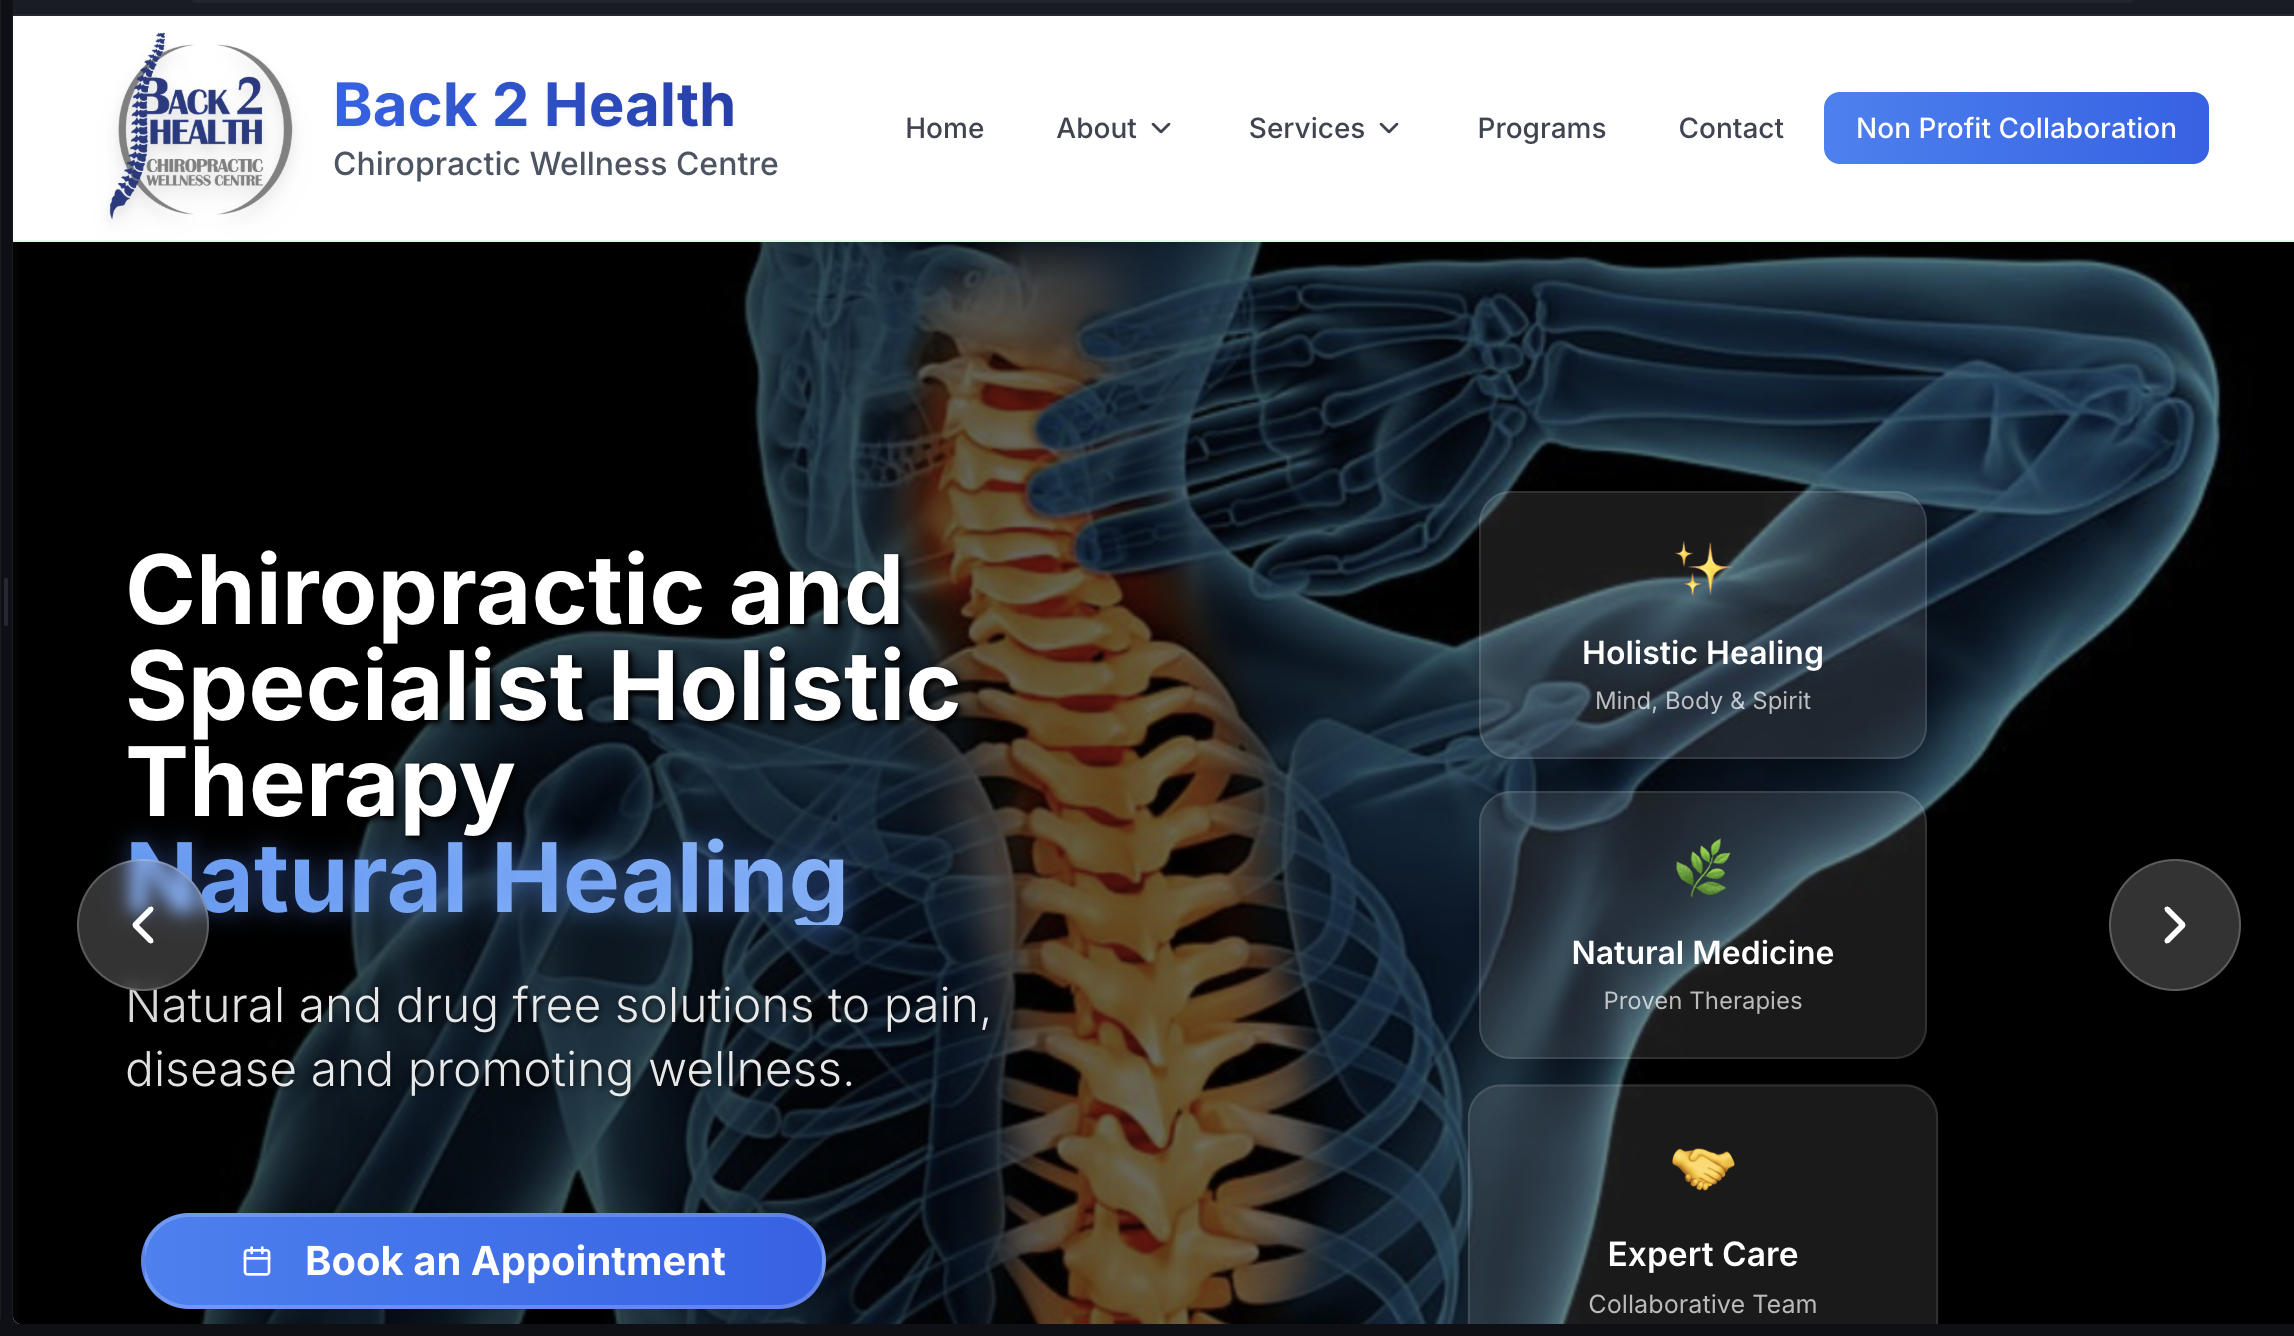 BACK 2
HEALTH
CHIROPRACTIC
WELLNESS CENTRE
Back 2 Health
Chiropractic Wellness Centre
Home
About
Services
Programs
Contact
Non Profit Collaboration
Chiropractic and
Specialist Holistic
Therapy
Natural Healing
Natural and drug free solutions to pain,
disease and promoting wellness.
Book an Appointment
Holistic Healing
Mind, Body & Spirit
Natural Medicine
Proven Therapies
Expert Care
Collaborative Team